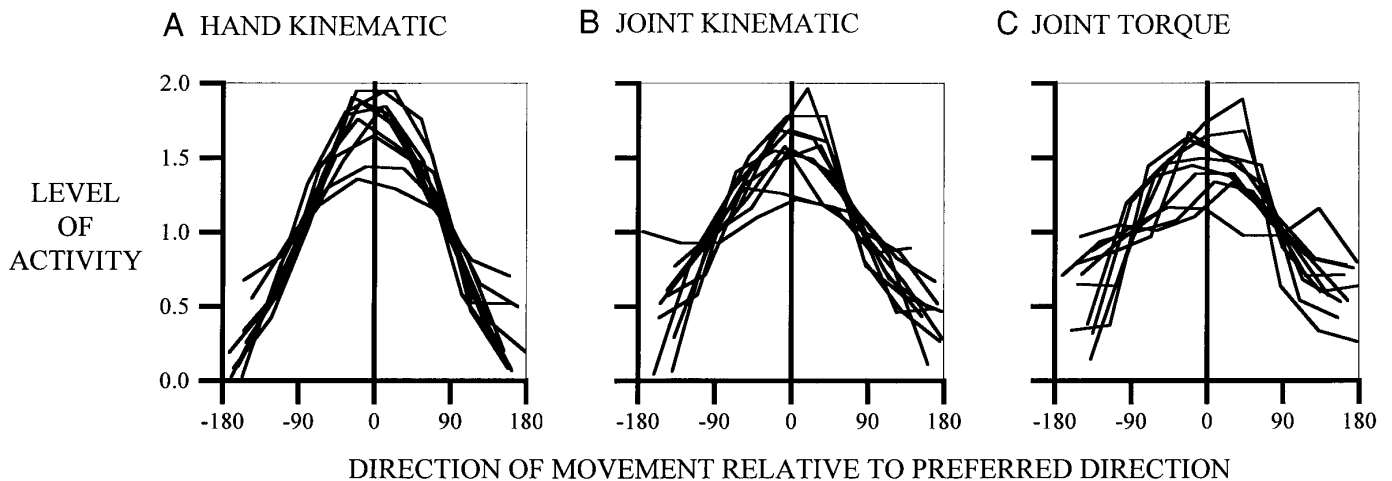 A HAND KINEMATIC
B JOINT KINEMATIC
C JOINT TORQUE
LEVEL
OF
ACTIVITY
2.0
1.5
1.0
0.5
0.0
-180 -90 0 90 180
-180 -90 0 90 180
-180 -90 0 90 180
DIRECTION OF MOVEMENT RELATIVE TO PREFERRED DIRECTION